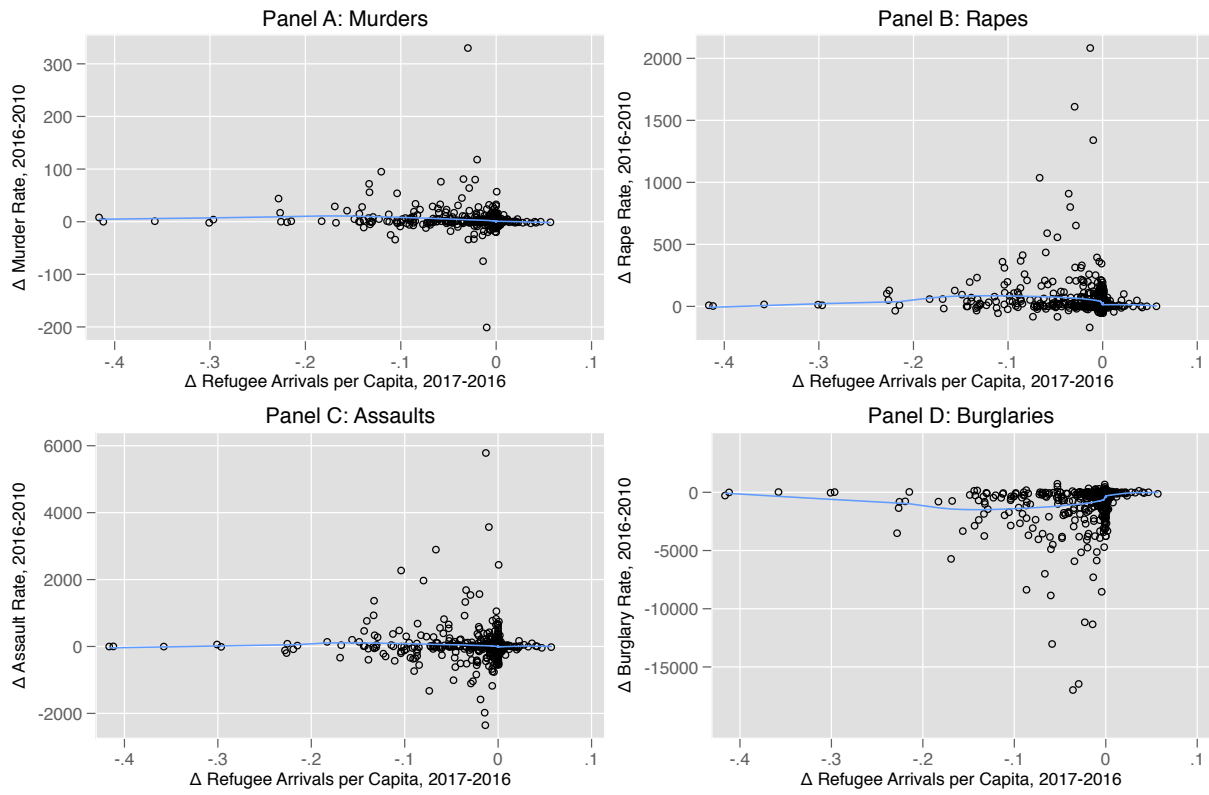 Panel A: Murders
Δ Murder Rate, 2016-2010
300
200
100
0
-100
-200
-.4 -.3 -.2 -.1 0 .1
Δ Refugee Arrivals per Capita, 2017-2016
Panel B: Rapes
Δ Rape Rate, 2016-2010
2000
1500
1000
500
0
-.4 -.3 -.2 -.1 0 .1
Δ Refugee Arrivals per Capita, 2017-2016
Panel C: Assaults
Δ Assault Rate, 2016-2010
6000
4000
2000
0
-2000
-.4 -.3 -.2 -.1 0 .1
Δ Refugee Arrivals per Capita, 2017-2016
Panel D: Burglaries
Δ Burglary Rate, 2016-2010
0
-5000
-10000
-15000
-.4 -.3 -.2 -.1 0 .1
Δ Refugee Arrivals per Capita, 2017-2016